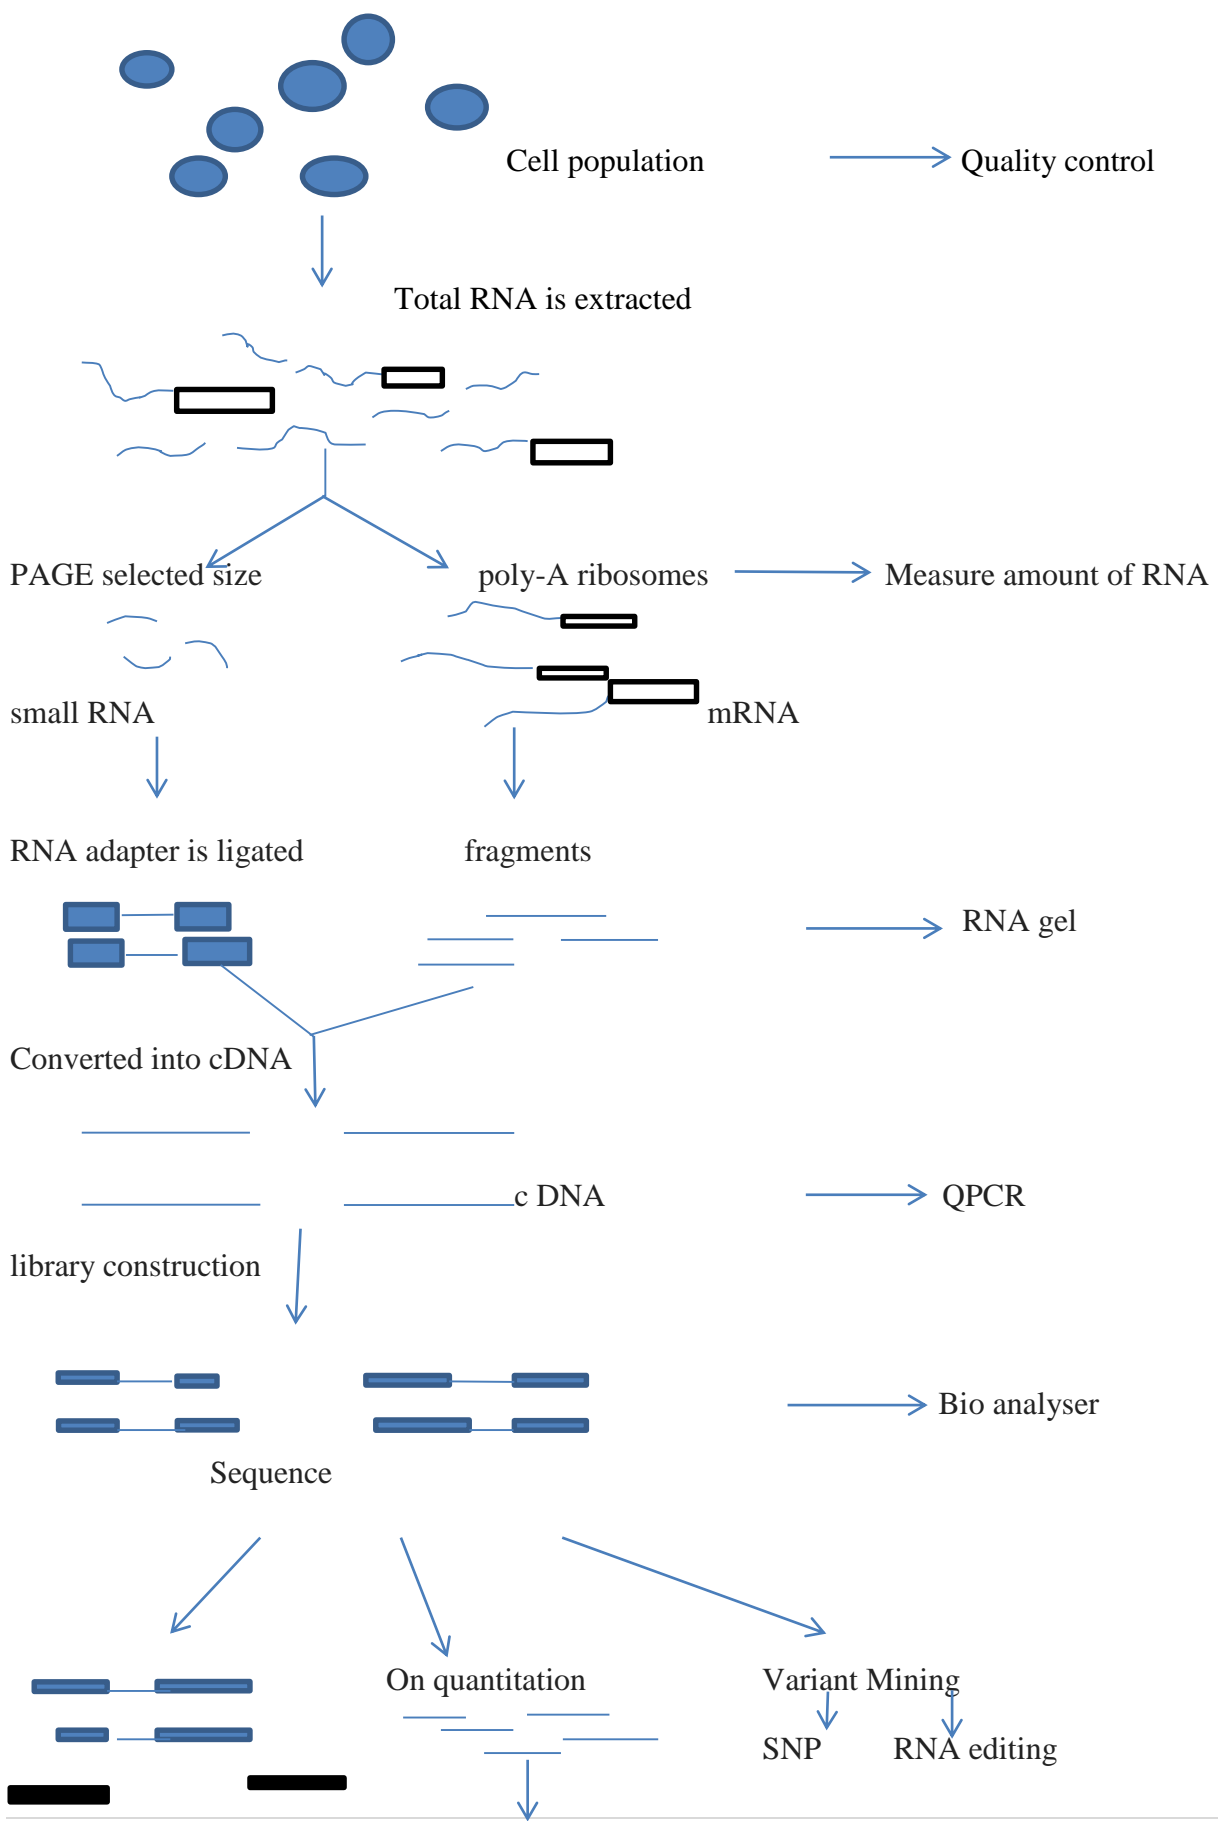 Cell population
Quality control
Total RNA is extracted
PAGE selected size
poly-A ribosomes
Measure amount of RNA
small RNA
mRNA
RNA adapter is ligated
fragments
RNA gel
Converted into cDNA
c DNA
QPCR
library construction
Bio analyser
Sequence
On quantitation
Variant Mining
SNP
RNA editing